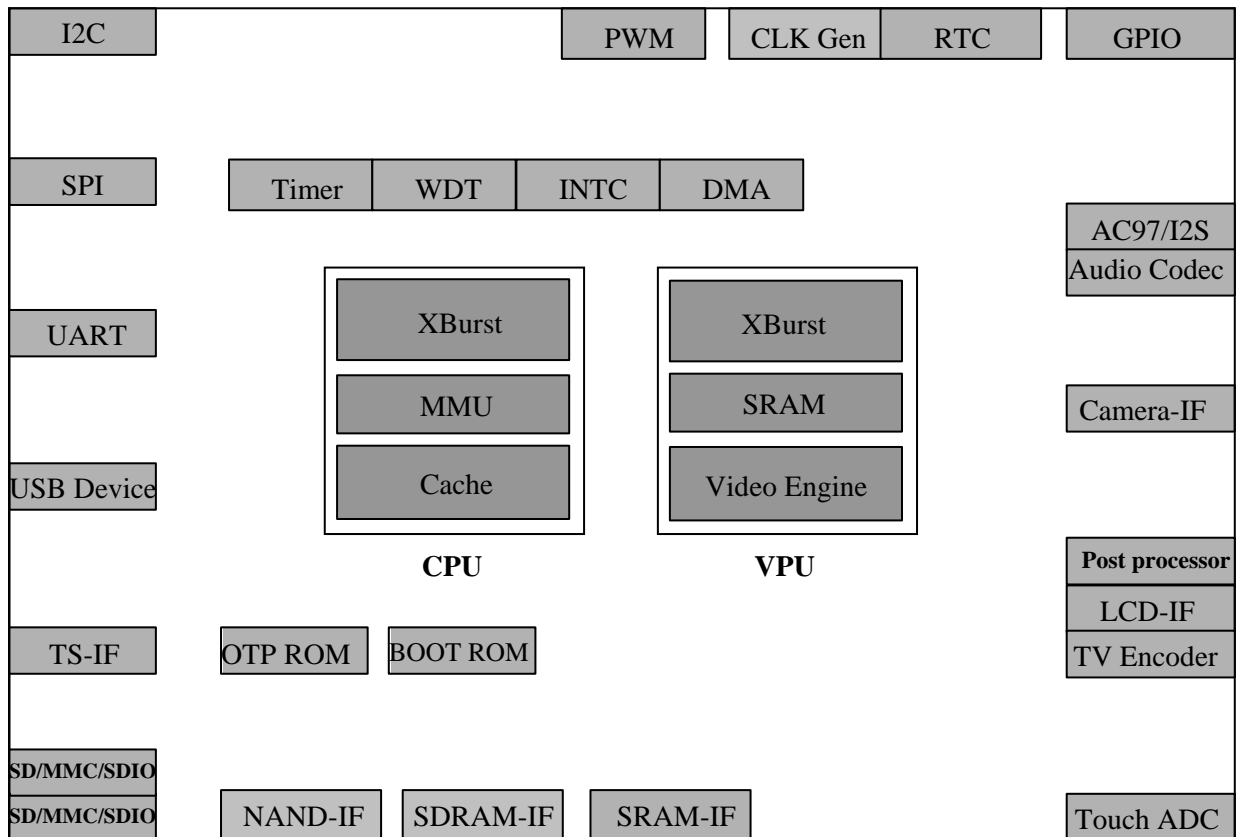 I2C
PWM
CLK Gen
RTC
GPIO
SPI
Timer
WDT
INTC
DMA
AC97/I2S
Audio Codec
XBurst
XBurst
UART
MMU
SRAM
Camera-IF
USB Device
Cache
Video Engine
CPU
VPU
Post processor
LCD-IF
TS-IF
OTP ROM
BOOT ROM
TV Encoder
SD/MMC/SDIO
SD/MMC/SDIO
NAND-IF
SDRAM-IF
SRAM-IF
Touch ADC